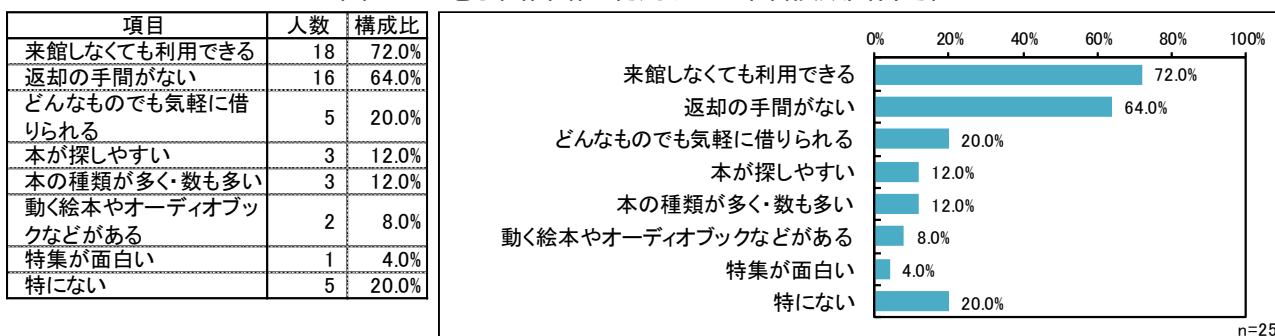 項目 人数 構成比
来館しなくても利用できる 18 72.0%
返却の手間がない 16 64.0%
どんなものでも気軽に借
りられる 5 20.0%
本が探しやすい 3 12.0%
本の種類が多く・数も多い 3 12.0%
動く絵本やオーディオブッ
クなどがある 2 8.0%
特集が面白い 1 4.0%
特にない 5 20.0%
0% 20% 40% 60% 80% 100%
来館しなくても利用できる 72.0%
返却の手間がない 64.0%
どんなものでも気軽に借りられる 20.0%
本が探しやすい 12.0%
本の種類が多く・数も多い 12.0%
動く絵本やオーディオブックなどがある 8.0%
特集が面白い 4.0%
特にない 20.0%
n=25